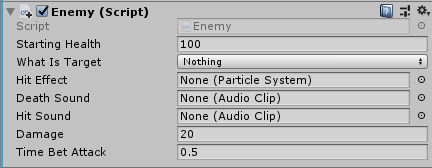 Enemy (Script)
Script Enemy
Starting Health 100
What Is Target Nothing
Hit Effect None (Particle System)
Death Sound None (Audio Clip)
Hit Sound None (Audio Clip)
Damage 20
Time Bet Attack 0.5